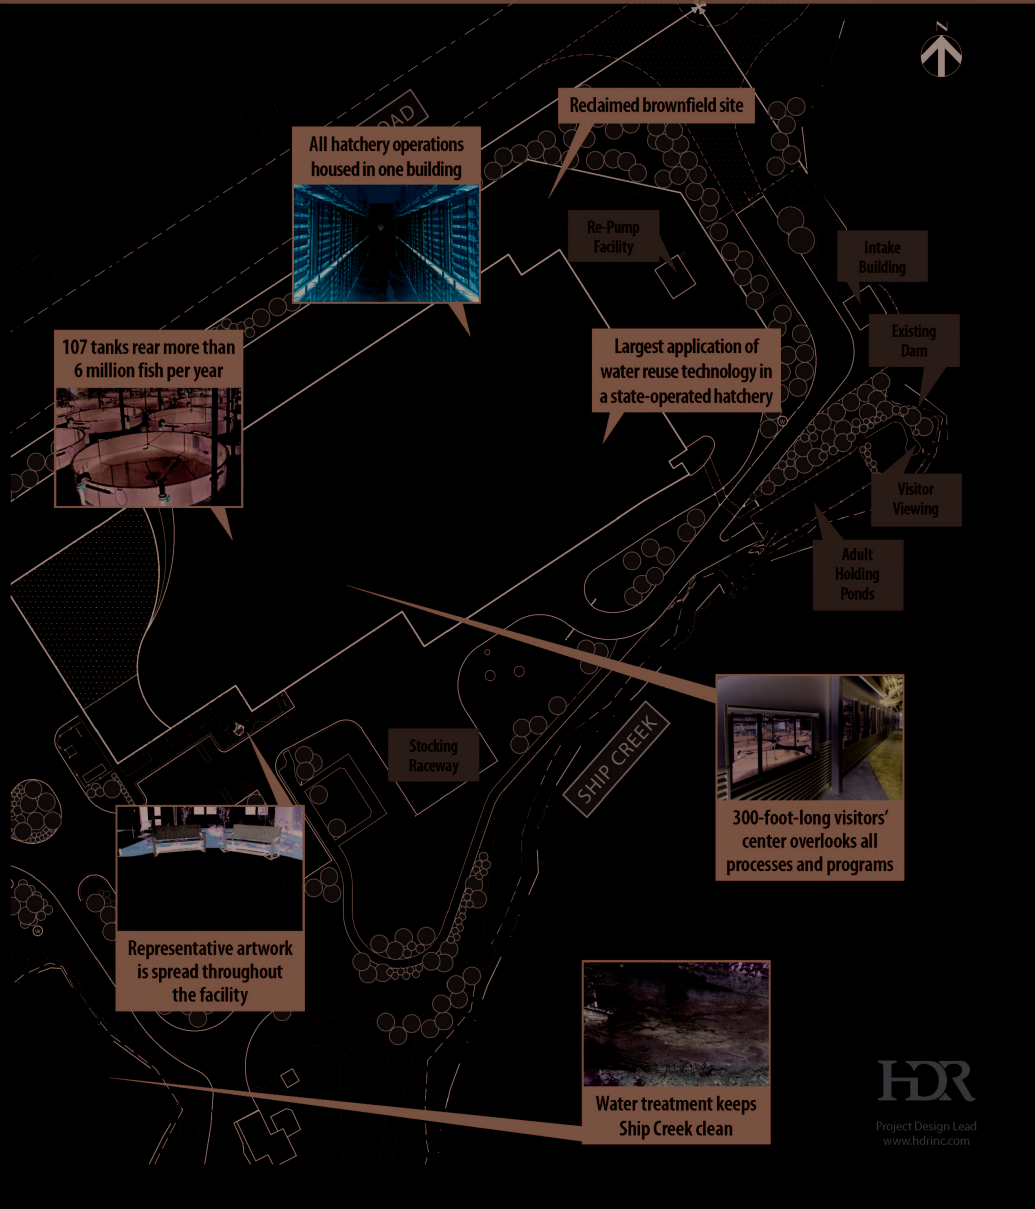 N
OAD
Reclaimed brownfield site
All hatchery operations
housed in one building
Re-Pump
Facility
Intake
Building
Existing
Dam
107 tanks rear more than
6 million fish per year
Largest application of
water reuse technology in
a state-operated hatchery
W
Visitor
Viewing
Adult
Holding
Ponds
Stocking
Raceway
SHIP CREEK
300-foot-long visitors’
center overlooks all
processes and programs
W
Representative artwork
is spread throughout
the facility
Water treatment keeps
Ship Creek clean
HDR
Project Design Lead
www.hdrinc.com